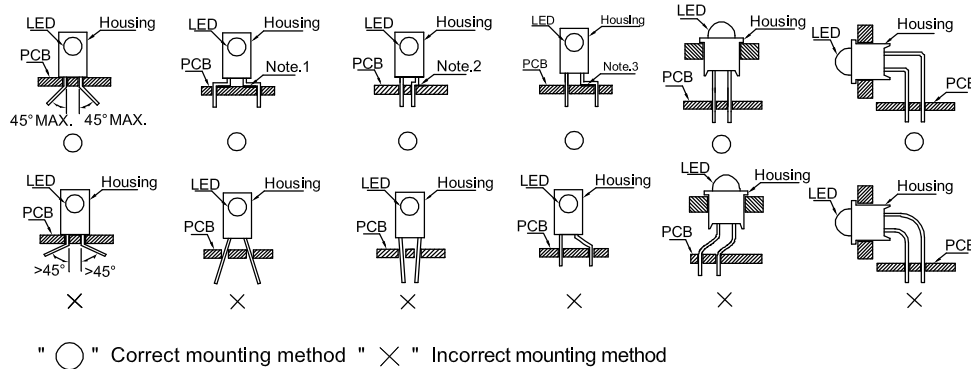 LED Housing LED Housing LED Housing LED Housing LED Housing LED Housing
PCB PCB Note.1 PCB Note.2 PCB Note.3 PCB PCB
45° MAX. 45° MAX.
LED Housing LED Housing LED Housing LED Housing LED Housing LED Housing
PCB PCB PCB PCB PCB PCB
>45° >45°
" ◯ " Correct mounting method " ✕ " Incorrect mounting method